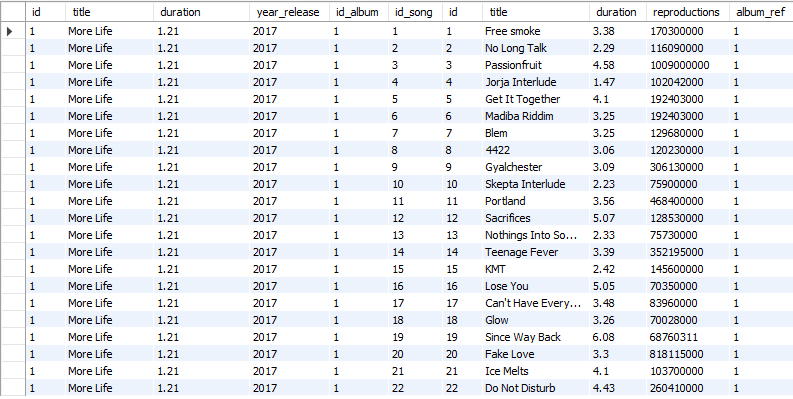 id title duration year_release id_album id_song id title duration reproductions album_ref
1 More Life 1.21 2017 1 1 1 Free smoke 3.38 170300000 1
1 More Life 1.21 2017 1 2 2 No Long Talk 2.29 116090000 1
1 More Life 1.21 2017 1 3 3 Passionfruit 4.58 1009000000 1
1 More Life 1.21 2017 1 4 4 Jorja Interlude 1.47 102042000 1
1 More Life 1.21 2017 1 5 5 Get It Together 4.1 192403000 1
1 More Life 1.21 2017 1 6 6 Madiba Riddim 3.25 192403000 1
1 More Life 1.21 2017 1 7 7 Blem 3.25 129680000 1
1 More Life 1.21 2017 1 8 8 4422 3.06 120230000 1
1 More Life 1.21 2017 1 9 9 Gyalchester 3.09 306130000 1
1 More Life 1.21 2017 1 10 10 Skepta Interlude 2.23 75900000 1
1 More Life 1.21 2017 1 11 11 Portland 3.56 468400000 1
1 More Life 1.21 2017 1 12 12 Sacrifices 5.07 128530000 1
1 More Life 1.21 2017 1 13 13 Nothings Into So... 2.33 75730000 1
1 More Life 1.21 2017 1 14 14 Teenage Fever 3.39 352195000 1
1 More Life 1.21 2017 1 15 15 KMT 2.42 145600000 1
1 More Life 1.21 2017 1 16 16 Lose You 5.05 70350000 1
1 More Life 1.21 2017 1 17 17 Can't Have Every... 3.48 83960000 1
1 More Life 1.21 2017 1 18 18 Glow 3.26 70028000 1
1 More Life 1.21 2017 1 19 19 Since Way Back 6.08 68760311 1
1 More Life 1.21 2017 1 20 20 Fake Love 3.3 818115000 1
1 More Life 1.21 2017 1 21 21 Ice Melts 4.1 103700000 1
1 More Life 1.21 2017 1 22 22 Do Not Disturb 4.43 260410000 1